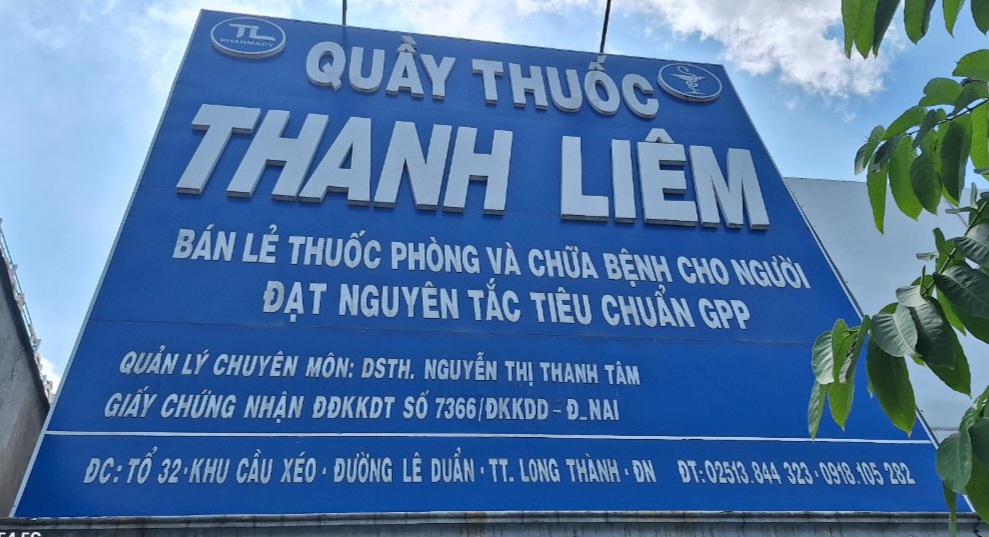 TL
PHARMACY
QUẦY THUỐC
THANH LIÊM
BÁN LẺ THUỐC PHÒNG VÀ CHỮA BỆNH CHO NGƯỜI
ĐẠT NGUYÊN TẮC TIÊU CHUẨN GPP
QUẢN LÝ CHUYÊN MÔN: DSTH. NGUYỄN THỊ THANH TÂM
GIẤY CHỨNG NHẬN ĐĐKKDT SỐ 7366/ĐKKDD - Đ_NAI
ĐC: TỔ 32 - KHU CẦU XÉO - ĐƯỜNG LÊ DUẨN - TT. LONG THÀNH - ĐN ĐT: 02513.844 323 - 0918.105 282